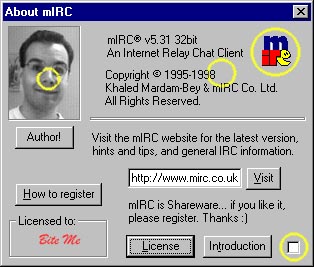 About mIRC
mIRC® v5.31 32bit
An Internet Relay Chat Client
mirc
Copyright © 1995-1998
Khaled Mardam-Bey & mIRC Co. Ltd.
All Rights Reserved.
Author!
Visit the mIRC website for the latest version,
hints and tips, and general IRC information.
http://www.mirc.co.uk
Visit
How to register
mIRC is Shareware... if you like it,
please register. Thanks :)
Licensed to:
Bite Me
License
Introduction